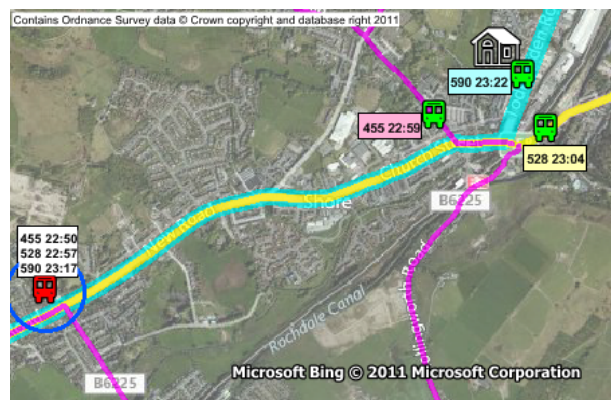 Contains Ordnance Survey data © Crown copyright and database right 2011
590 23:22
455 22:59
528 23:04
Church Street
B6225
Shore
New Road
455 22:50
528 22:57
590 23:17
Rochdale Canal
B6225
Microsoft Bing © 2011 Microsoft Corporation